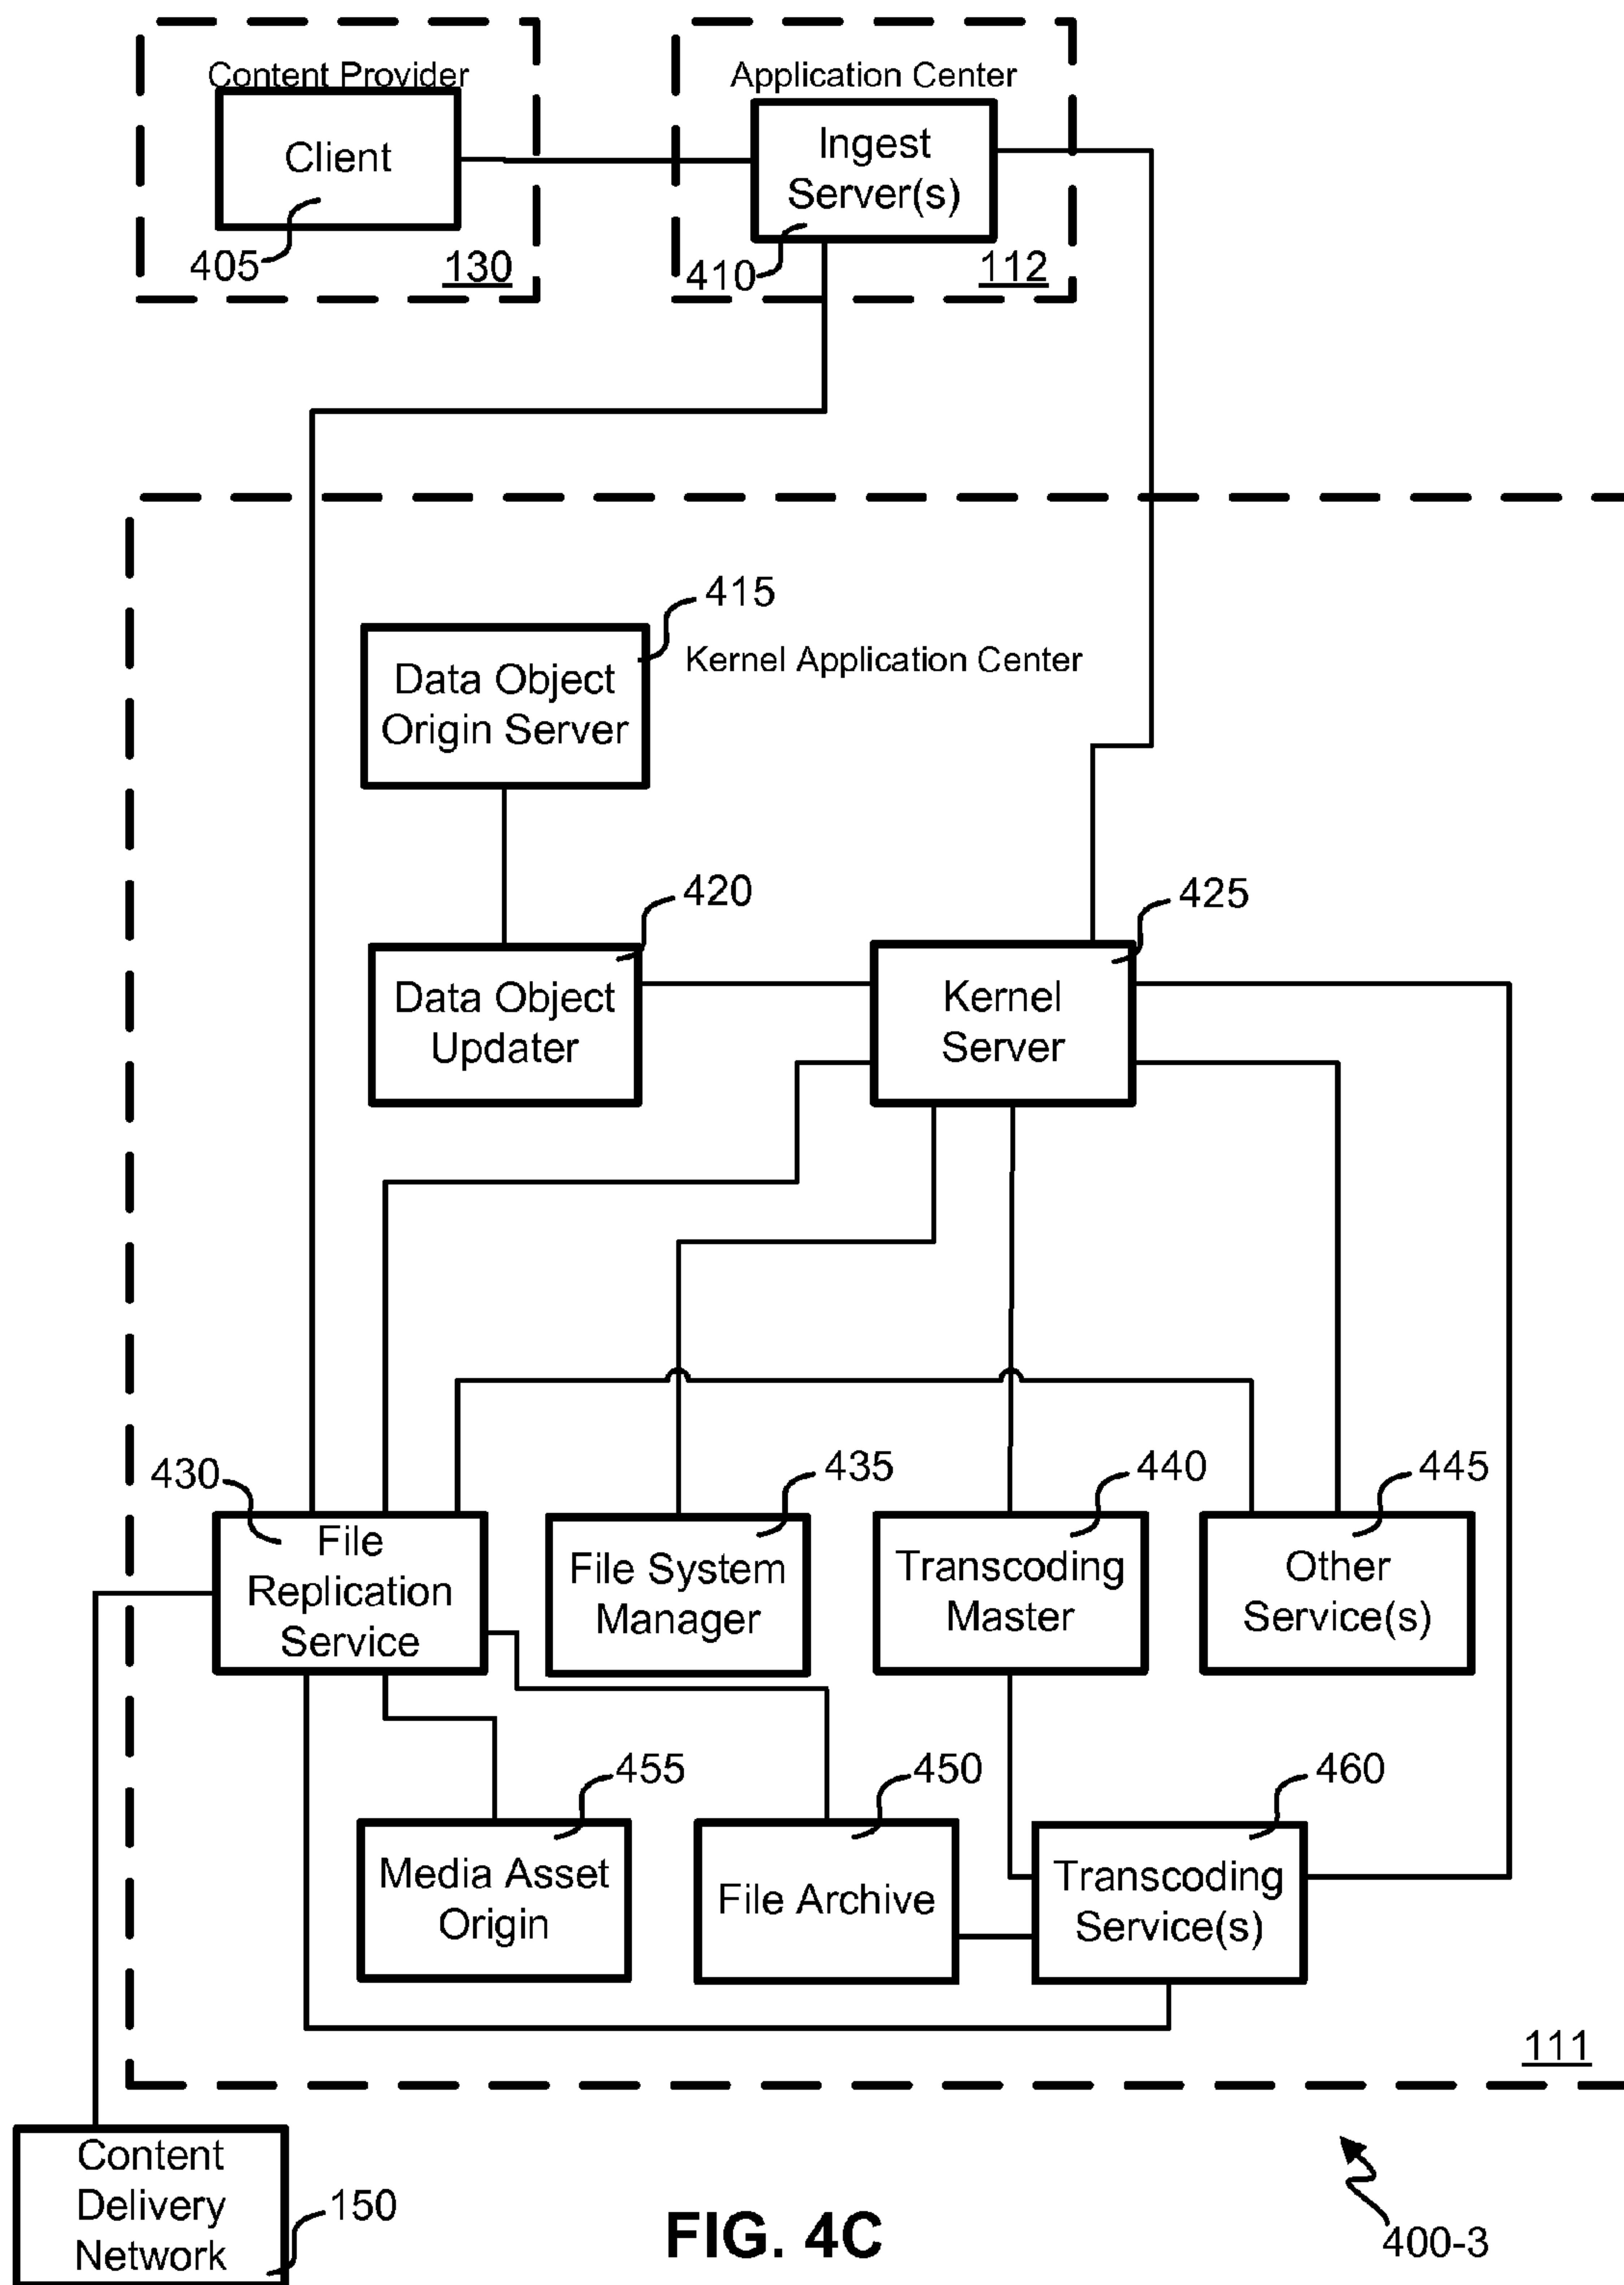 Content Provider
Client
405
130
Application Center
Ingest
Server(s)
410
112
415
Data Object
Origin Server
Kernel Application Center
420
Data Object
Updater
425
Kernel
Server
430
File
Replication
Service
435
File System
Manager
440
Transcoding
Master
445
Other
Service(s)
455
Media Asset
Origin
450
File Archive
460
Transcoding
Service(s)
111
Content
Delivery
Network
150
FIG. 4C
400-3